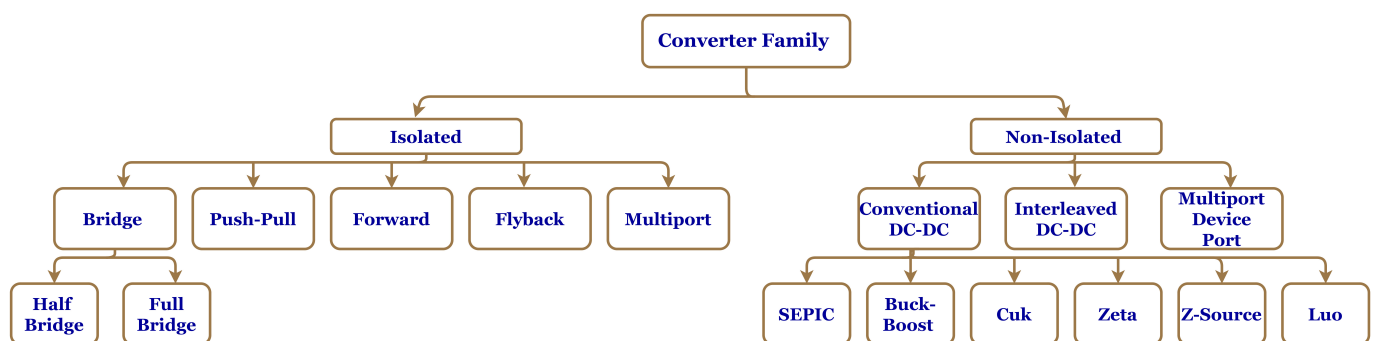 Converter Family
Isolated
Non-Isolated
Bridge
Push-Pull
Forward
Flyback
Multiport
Conventional
DC-DC
Interleaved
DC-DC
Multiport
Device
Port
Half
Bridge
Full
Bridge
SEPIC
Buck-
Boost
Cuk
Zeta
Z-Source
Luo